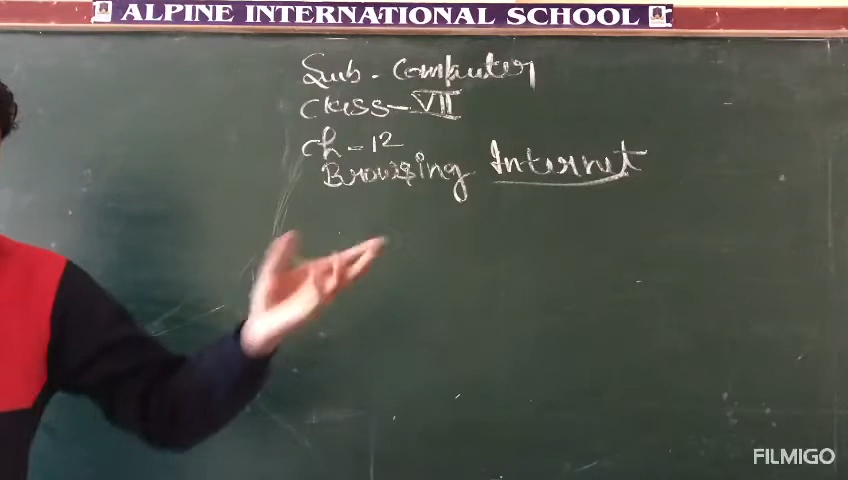 ALPINE INTERNATIONAL SCHOOL
Sub - Computer
Class - VII
Ch - 12
Browsing Internet
FILMIGO